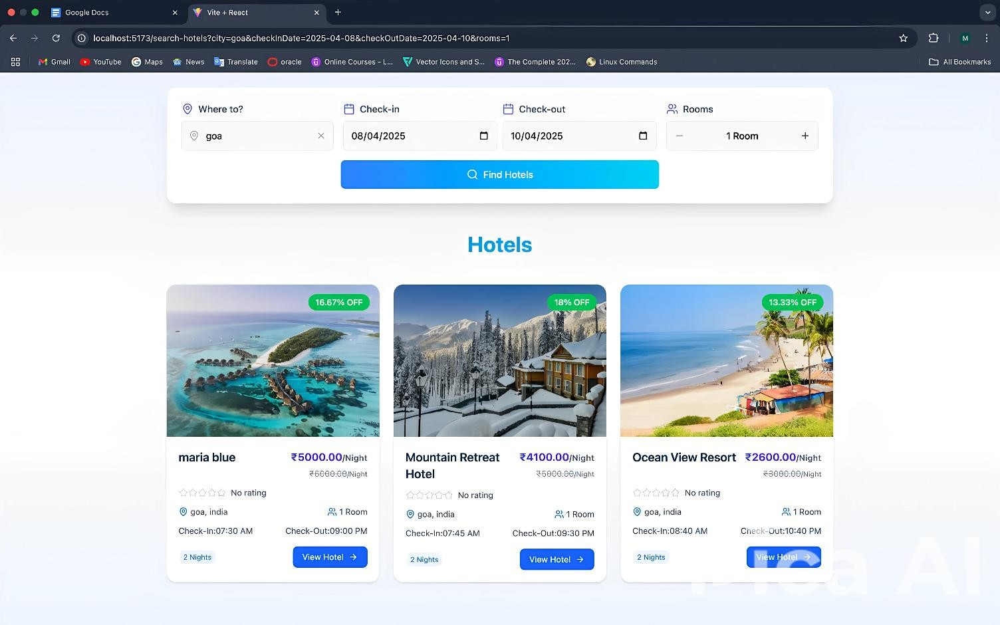 Google Docs
Vite + React
localhost:5173/search-hotels?city=goa&checkInDate=2025-04-08&checkOutDate=2025-04-10&rooms=1
M
Gmail YouTube Maps News Translate oracle Online Courses - L... Vector Icons and S... The Complete 202... Linux Commands All Bookmarks
Where to? Check-in Check-out Rooms
goa 08/04/2025 10/04/2025 1 Room
Find Hotels
Hotels
16.67% OFF
maria blue ₹5000.00/Night
₹6000.00/Night
No rating
goa, india 1 Room
Check-In:07:30 AM Check-Out:09:00 PM
2 Nights View Hotel
18% OFF
Mountain Retreat ₹4100.00/Night
Hotel ₹5000.00/Night
No rating
goa, india 1 Room
Check-In:07:45 AM Check-Out:09:30 PM
2 Nights View Hotel
13.33% OFF
Ocean View Resort ₹2600.00/Night
₹3000.00/Night
No rating
goa, india 1 Room
Check-In:08:40 AM Check-Out:10:40 PM
2 Nights View Hotel
AI